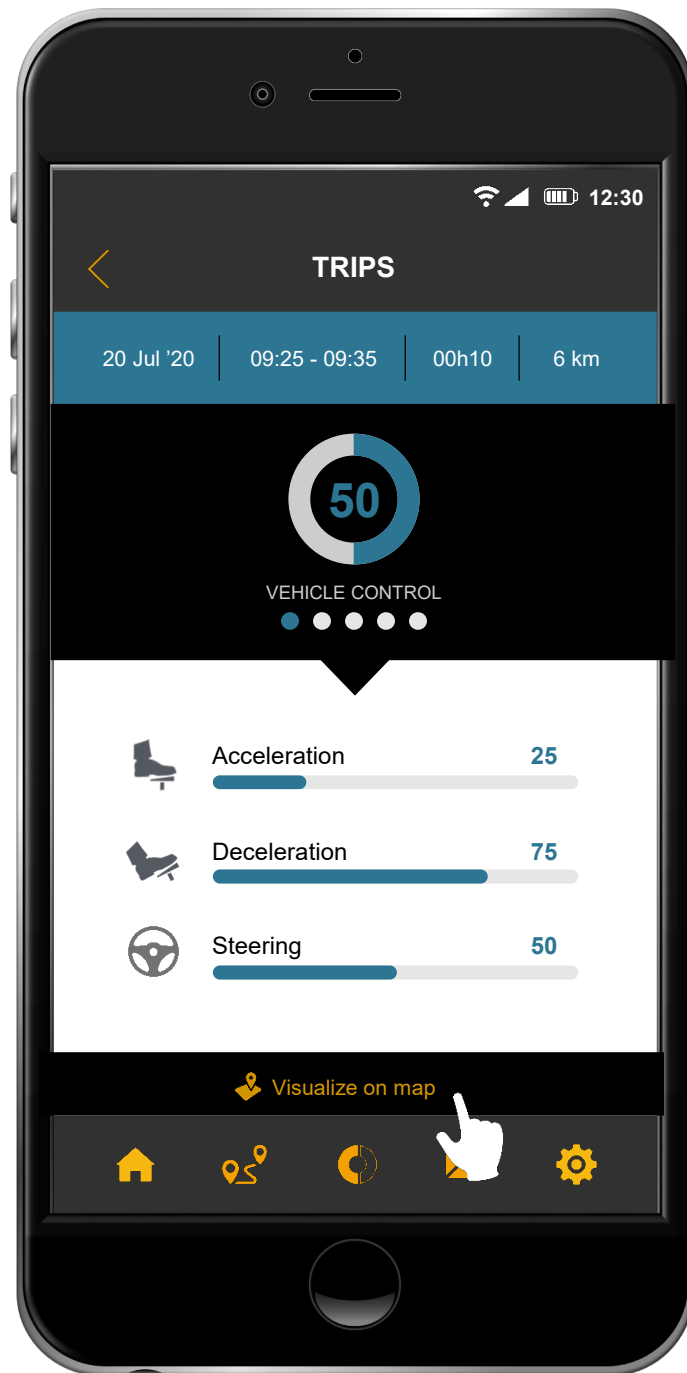 12:30
TRIPS
20 Jul ’20 09:25 - 09:35 00h10 6 km
50
VEHICLE CONTROL
Acceleration 25
Deceleration 75
Steering 50
Visualize on map